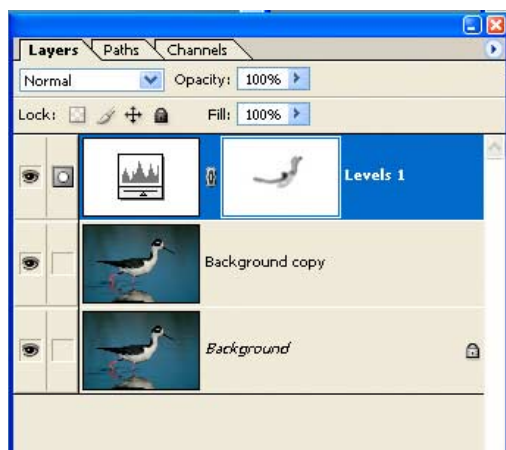 Layers Paths Channels
Normal Opacity: 100%
Lock: Fill: 100%
Levels 1
Background copy
Background